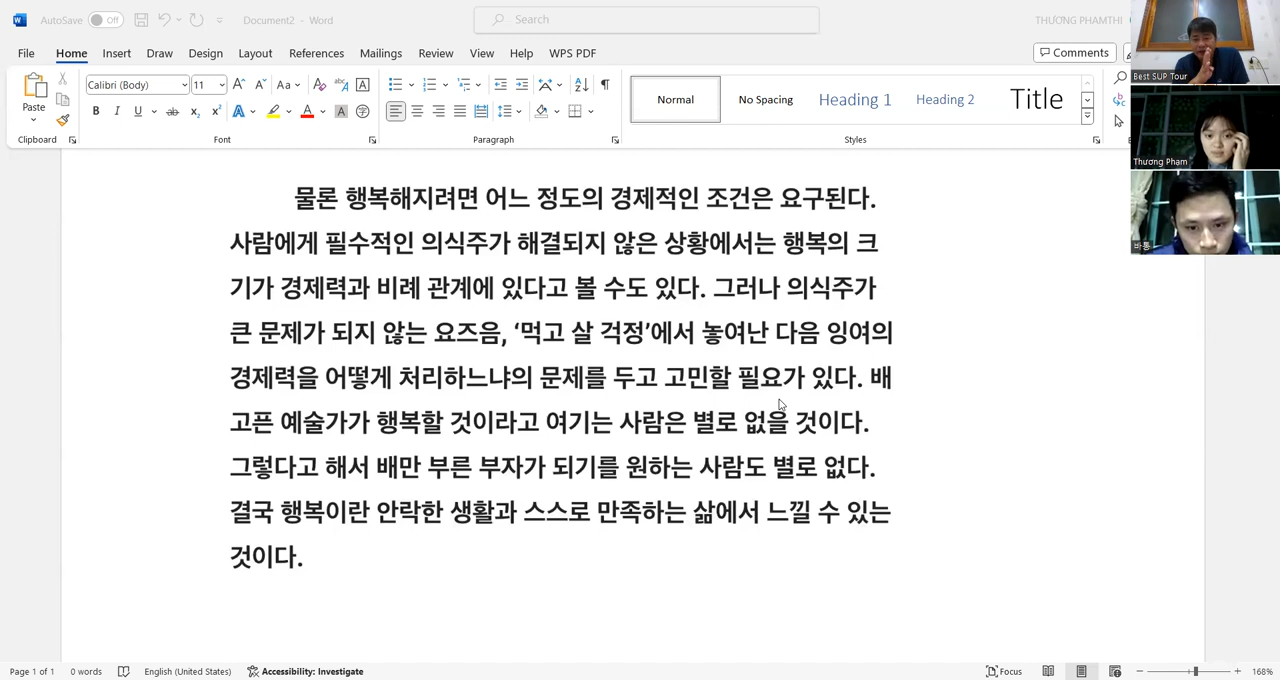 AutoSave
Off
Document2 - Word
Search
THƯƠNG PHAMTHI
File Home Insert Draw Design Layout References Mailings Review View Help WPS PDF
Comments
Paste
Calibri (Body)
11
Normal
No Spacing
Heading 1
Heading 2
Title
Clipboard
Font
Paragraph
Styles
Best SUP Tour
Thương Phạm
바통
물론 행복해지려면 어느 정도의 경제적인 조건은 요구된다.
사람에게 필수적인 의식주가 해결되지 않은 상황에서는 행복의 크
기가 경제력과 비례 관계에 있다고 볼 수도 있다. 그러나 의식주가
큰 문제가 되지 않는 요즈음, ‘먹고 살 걱정’에서 놓여난 다음 잉여의
경제력을 어떻게 처리하느냐의 문제를 두고 고민할 필요가 있다. 배
고픈 예술가가 행복할 것이라고 여기는 사람은 별로 없을 것이다.
그렇다고 해서 배만 부른 부자가 되기를 원하는 사람도 별로 없다.
결국 행복이란 안락한 생활과 스스로 만족하는 삶에서 느낄 수 있는
것이다.
Page 1 of 1
0 words
English (United States)
Accessibility: Investigate
Focus
168%